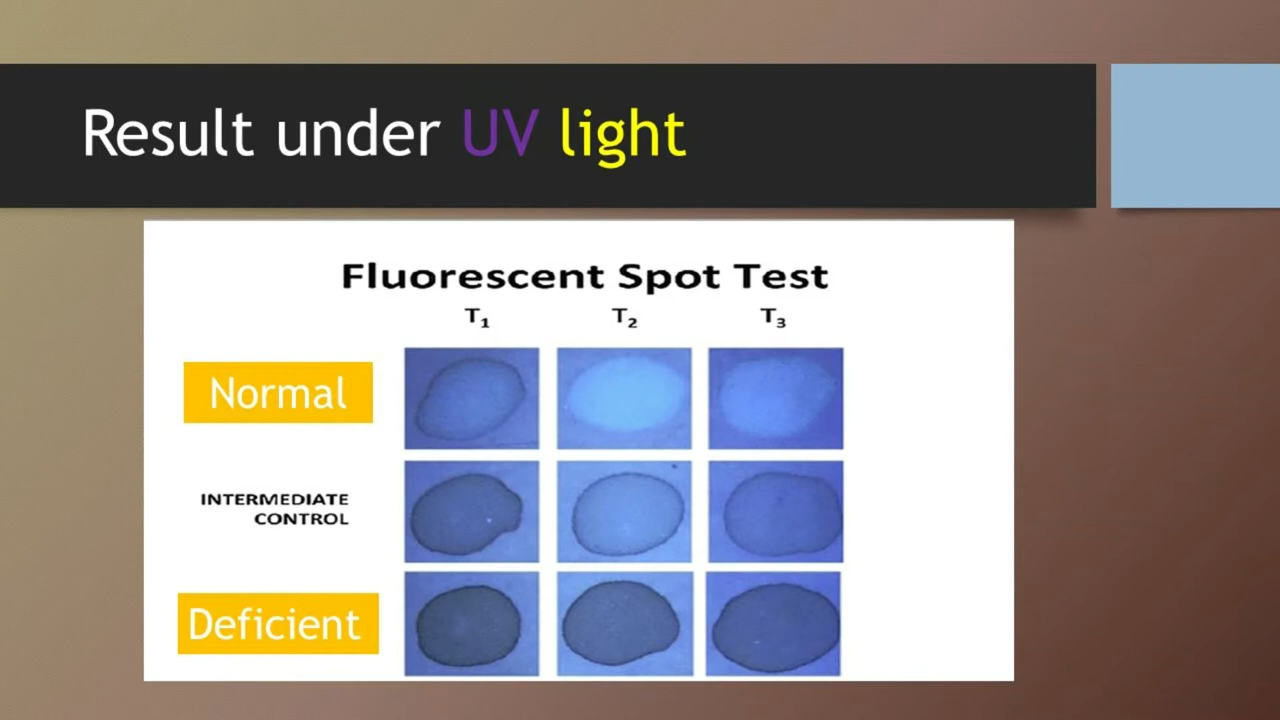 Result under UV light
Fluorescent Spot Test
T₁ T₂ T₃
Normal
INTERMEDIATE
CONTROL
Deficient